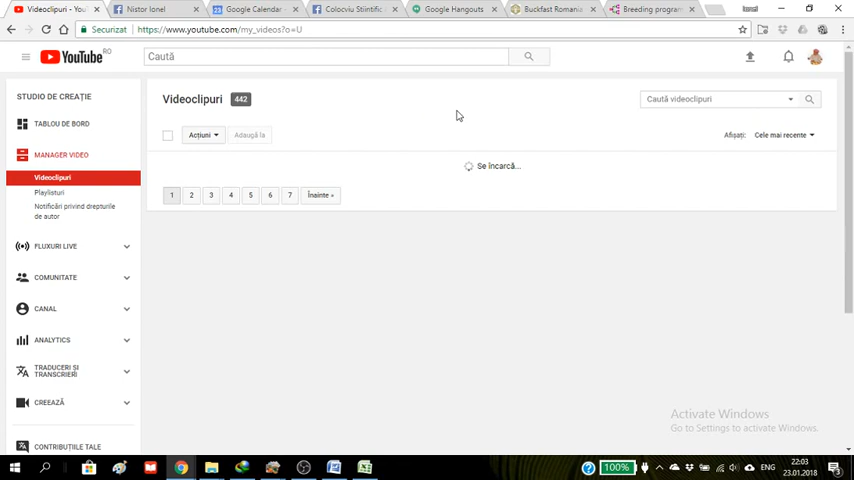 Videoclipuri - You
Nistor Ionel
Google Calendar -
Colocviu Stiintific
Google Hangouts
Buckfast Romania
Breeding program
Ionel
Securizat
https://www.youtube.com/my_videos?o=U
YouTube RO
Caută
STUDIO DE CREAȚIE
TABLOU DE BORD
MANAGER VIDEO
Videoclipuri
Playlisturi
Notificări privind drepturile
de autor
FLUXURI LIVE
COMUNITATE
CANAL
ANALYTICS
TRADUCERI ȘI
TRANSCRIERI
CREEAZĂ
CONTRIBUȚIILE TALE
Videoclipuri 442
Caută videoclipuri
Acțiuni
Adaugă la
Afișați: Cele mai recente
Se încarcă...
1 2 3 4 5 6 7 Înainte »
Activate Windows
Go to Settings to activate Windows.
100%
ENG
22:03
23.01.2018
3